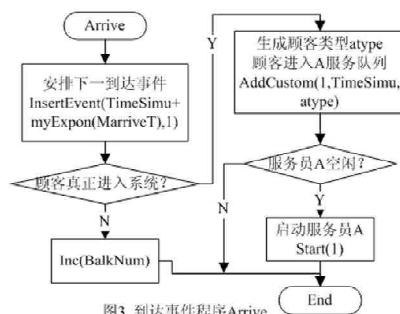 Arrive
安排下一到达事件
InsertEvent(TimeSimu+
myExpon(MarriveT),1)
顾客真正进入系统?
N
Inc(BalkNum)
Y
生成顾客类型atype
顾客进入A服务队列
AddCustom(1,TimeSimu,
atype)
服务员A空闲?
N
Y
启动服务员A
Start(1)
End
图3 到达事件程序Arrive